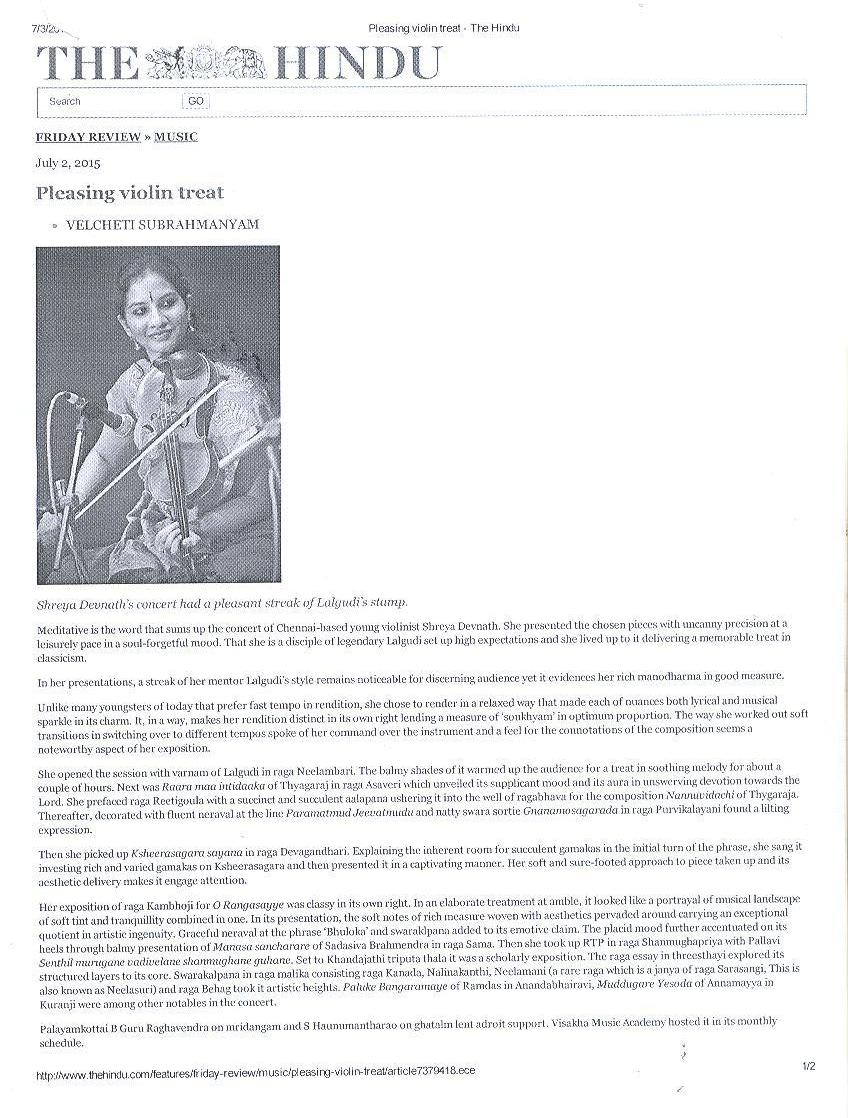 7/3/20
Pleasing violin treat - The Hindu
THE HINDU
Search GO
FRIDAY REVIEW » MUSIC
July 2, 2015
Pleasing violin treat
» VELCHETI SUBRAHMANYAM
Shreya Devnath's concert had a pleasant streak of Lalgudi's stamp.
Meditative is the word that sums up the concert of Chennai-based young violinist Shreya Devnath. She presented the chosen pieces with uncanny precision at a
leisurely pace in a soul-forgetful mood. That she is a disciple of legendary Lalgudi set up high expectations and she lived up to it delivering a memorable treat in
classicism.
In her presentations, a streak of her mentor Lalgudi's style remains noticeable for discerning audience yet it evidences her rich manodharma in good measure.
Unlike many youngsters of today that prefer fast tempo in rendition, she chose to render in a relaxed way that made each of nuances both lyrical and musical
sparkle in its charm. It, in a way, makes her rendition distinct in its own right lending a measure of 'soukhyam' in optimum proportion. The way she worked out soft
transitions in switching over to different tempos spoke of her command over the instrument and a feel for the connotations of the composition seems a
noteworthy aspect of her exposition.
She opened the session with varnam of Lalgudi in raga Neelambari. The balmy shades of it warmed up the audience for a treat in soothing melody for about a
couple of hours. Next was Raara maa intidaaka of Thyagaraj in raga Asaveri which unveiled its supplicant mood and its aura in unswerving devotion towards the
Lord. She prefaced raga Reetigoula with a succinct and succulent aalapana ushering it into the well of ragabhava for the composition Nannuvidachi of Thygaraja.
Thereafter, decorated with fluent neraval at the line Paramatmud Jeevatmudu and natty swara sortie Gnanamosagarada in raga Purvikalayani found a lilting
expression.
Then she picked up Ksheerasagara sayana in raga Devagandhari. Explaining the inherent room for succulent gamakas in the initial turn of the phrase, she sang it
investing rich and varied gamakas on Ksheerasagara and then presented it in a captivating manner. Her soft and sure-footed approach to piece taken up and its
aesthetic delivery makes it engage attention.
Her exposition of raga Kambhoji for O Rangasayye was classy in its own right. In an elaborate treatment at amble, it looked like a portrayal of musical landscape
of soft tint and tranquillity combined in one. In its presentation, the soft notes of rich measure woven with aesthetics pervaded around carrying an exceptional
quotient in artistic ingenuity. Graceful neraval at the phrase 'Bhuloka' and swaraklpana added to its emotive claim. The placid mood further accentuated on its
heels through balmy presentation of Manasa sancharare of Sadasiva Brahmendra in raga Sama. Then she took up RTP in raga Shanmughapriya with Pallavi
Senthil murugane vadivelane shanmughane guhane. Set to Khandajathi triputa thala it was a scholarly exposition. The raga essay in threesthayi explored its
structured layers to its core. Swarakalpana in raga malika consisting raga Kanada, Nalinakanthi, Neelamani (a rare raga which is a janya of raga Sarasangi, This is
also known as Neelasuri) and raga Behag took it artistic heights. Paluke Bangaramaye of Ramdas in Anandabhairavi, Muddugare Yesoda of Annamayya in
Kuranji were among other notables in the concert.
Palayamkottai B Guru Raghavendra on mridangam and S Haunumantharao on ghatalm lent adroit support. Visakha Music Academy hosted it in its monthly
schedule.
http://www.thehindu.com/features/friday-review/music/pleasing-violin-treat/article7379418.ece
1/2